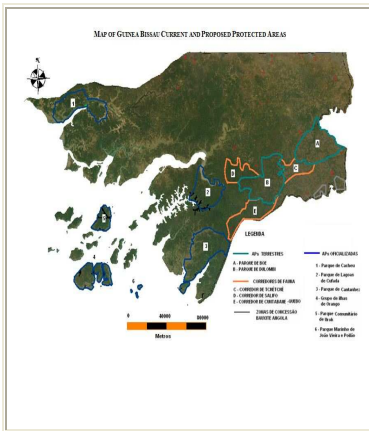 MAP OF GUINEA BISSAU CURRENT AND PROPOSED PROTECTED AREAS
1
A
C
D
B
2
E
5
3
4
6
LEGENDA
APs TERRESTRES
A - PARQUE DE BOE
B - PARQUE DE DULOMBI
CORREDORES DE FAUNA
C - CORREDOR DE TCHETCHE
D - CORREDOR DE SALIFO
E - CORREDOR DE CUNTABANE -QUEBO
ZONAS DE CONCESSÃO
BAUXITE ANGOLA
APs OFICIALIZADAS
1 - Parque de Cacheu
2 - Parque de Lagoas
de Cufada
3 - Parque de Cantanhez
4 - Grupo de Ilhas
de Orango
5 - Parque Comunitário
de Urok
6 - Parque Marinho de
João Vieira e Poilão
0 40000 80000
Metros